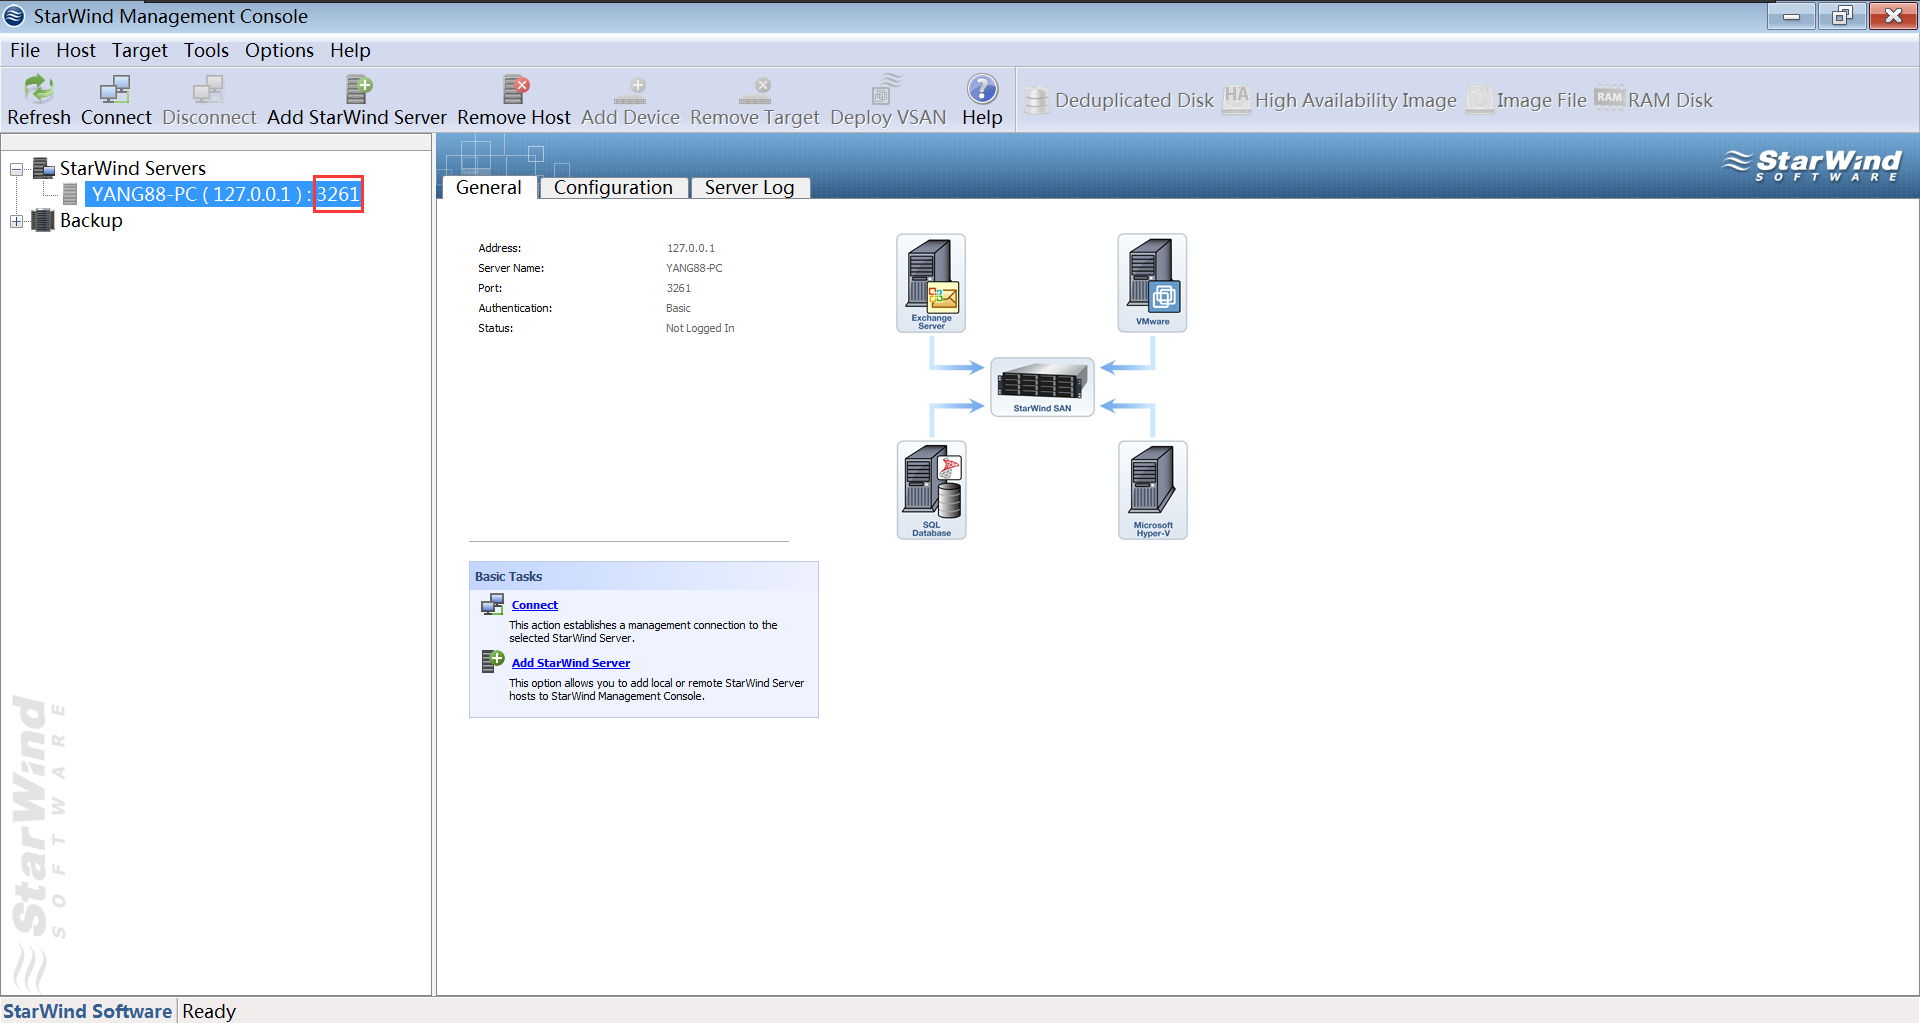 StarWind Management Console
File Host Target Tools Options Help
Refresh Connect Disconnect Add StarWind Server Remove Host Add Device Remove Target Deploy VSAN Help
Deduplicated Disk HA High Availability Image Image File RAM RAM Disk
StarWind Servers
YANG88-PC ( 127.0.0.1 ) : 3261
Backup
StarWind
SOFTWARE
StarWind
SOFTWARE
General Configuration Server Log
Address: 127.0.0.1
Server Name: YANG88-PC
Port: 3261
Authentication: Basic
Status: Not Logged In
Exchange
Server
VMware
StarWind SAN
SQL
Database
Microsoft
Hyper-V
Basic Tasks
Connect
This action establishes a management connection to the
selected StarWind Server.
Add StarWind Server
This option allows you to add local or remote StarWind Server
hosts to StarWind Management Console.
StarWind Software Ready